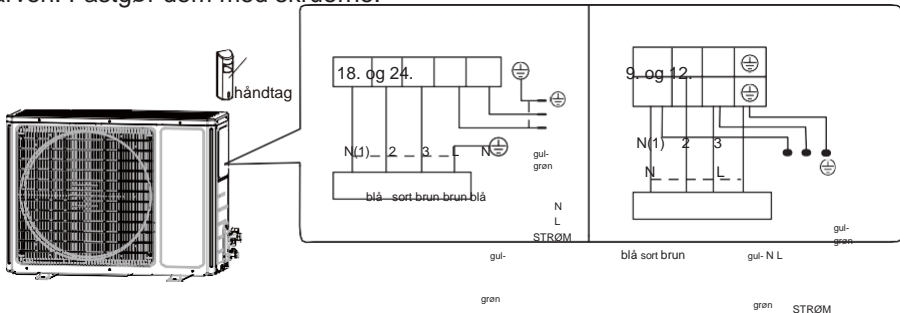 håndtag
18. og 24.
N(1) 2 3 L N
blå sort brun brun blå
gul-
grøn
N
L
STRØM
gul-
grøn
9. og 12.
N(1) 2 3
N L
blå sort brun
gul- N L
gul-
grøn
grøn STRØM